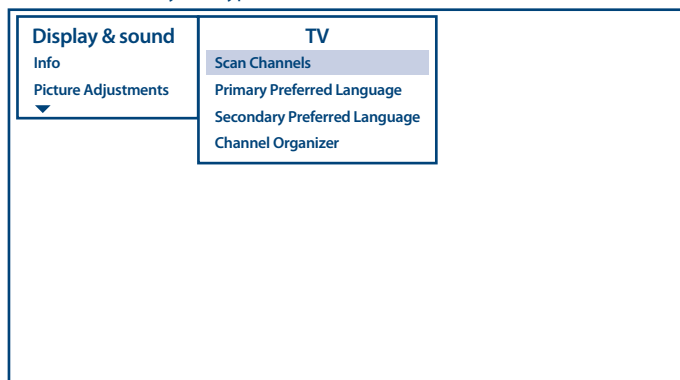 Display & sound
Info
Picture Adjustments
TV
Scan Channels
Primary Preferred Language
Secondary Preferred Language
Channel Organizer